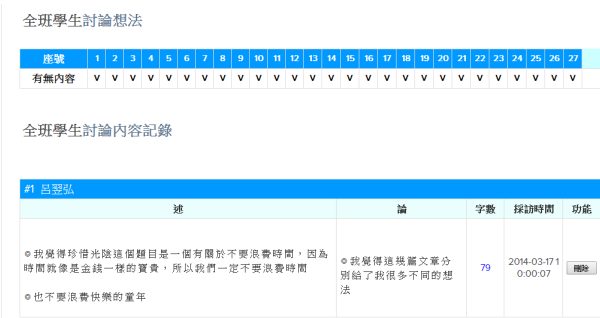 全班學生討論想法
座號 1 2 3 4 5 6 7 8 9 10 11 12 13 14 15 16 17 18 19 20 21 22 23 24 25 26 27
有無內容 V V V V V V V V V V V V V V V V V V V V V V V V V V V
全班學生討論內容記錄
#1 呂翌弘
述 論 字數 採訪時間 功能
◎我覺得珍惜光陰這個題目是一個有關於不要浪費時間，因為
時間就像是金錢一樣的寶貴，所以我們一定不要浪費時間
◎也不要浪費快樂的童年
◎我覺得這幾篇文章分
別給了我很多不同的想
法
79
2014-03-17 1
0:00:07
刪除